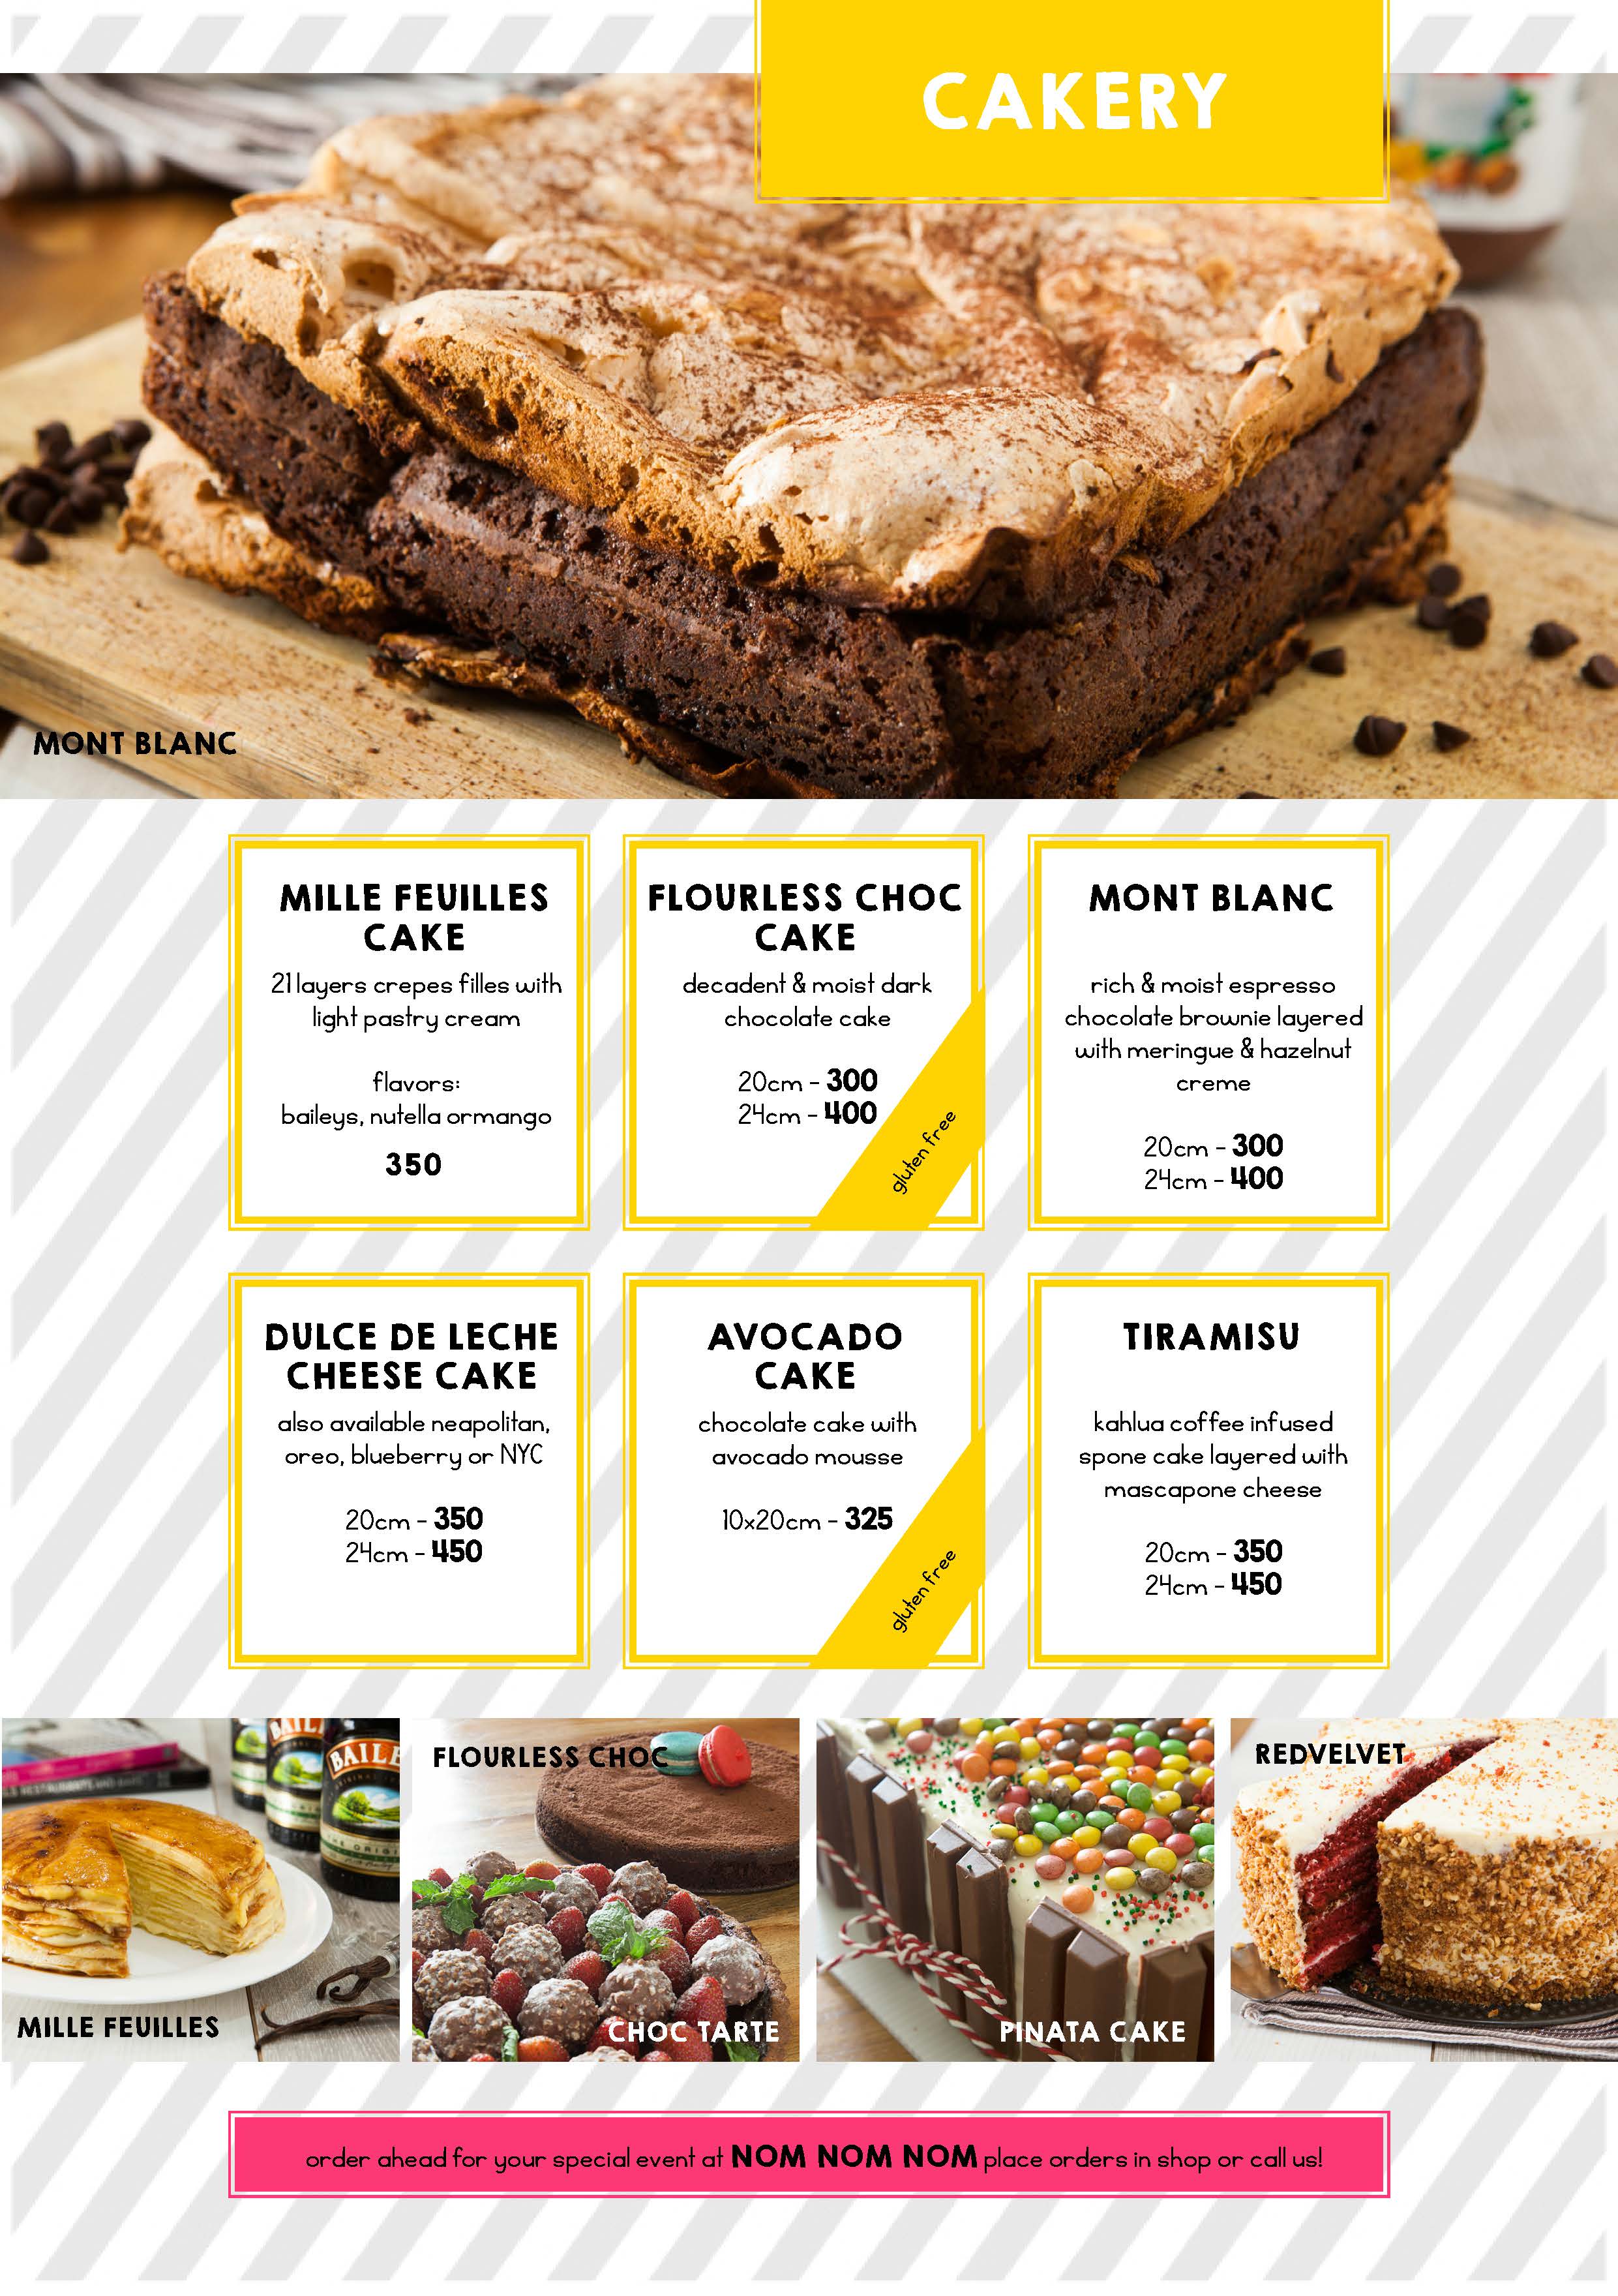 CAKERY
MONT BLANC
MILLE FEUILLES
CAKE
21 layers crepes filles with
light pastry cream
flavors:
baileys, nutella ormango
350
FLOURLESS CHOC
CAKE
decadent & moist dark
chocolate cake
20cm - 300
24cm - 400
gluten free
MONT BLANC
rich & moist espresso
chocolate brownie layered
with meringue & hazelnut
creme
20cm - 300
24cm - 400
DULCE DE LECHE
CHEESE CAKE
also available neapolitan,
oreo, blueberry or NYC
20cm - 350
24cm - 450
AVOCADO
CAKE
chocolate cake with
avocado mousse
10x20cm - 325
gluten free
TIRAMISU
kahlua coffee infused
spone cake layered with
mascapone cheese
20cm - 350
24cm - 450
MILLE FEUILLES
FLOURLESS CHOC
CHOC TARTE
PINATA CAKE
REDVELVET
order ahead for your special event at NOM NOM NOM place orders in shop or call us!